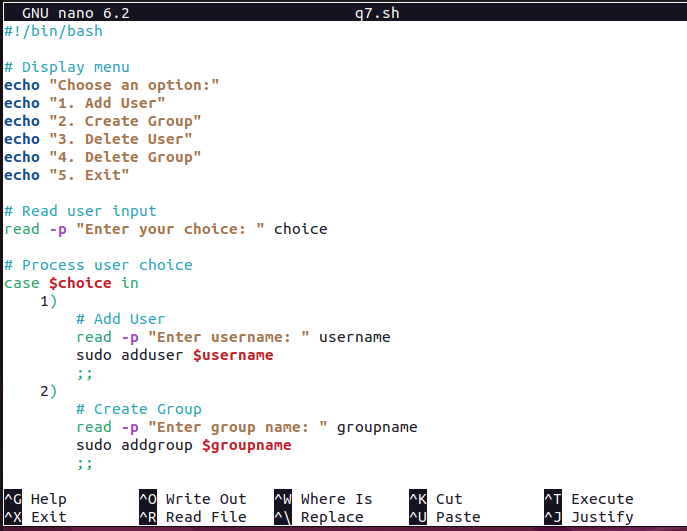 GNU nano 6.2 q7.sh
#!/bin/bash
# Display menu
echo "Choose an option:"
echo "1. Add User"
echo "2. Create Group"
echo "3. Delete User"
echo "4. Delete Group"
echo "5. Exit"
# Read user input
read -p "Enter your choice: " choice
# Process user choice
case $choice in
1)
# Add User
read -p "Enter username: " username
sudo adduser $username
;;
2)
# Create Group
read -p "Enter group name: " groupname
sudo addgroup $groupname
;;
^G Help ^O Write Out ^W Where Is ^K Cut ^T Execute
^X Exit ^R Read File ^\ Replace ^U Paste ^J Justify